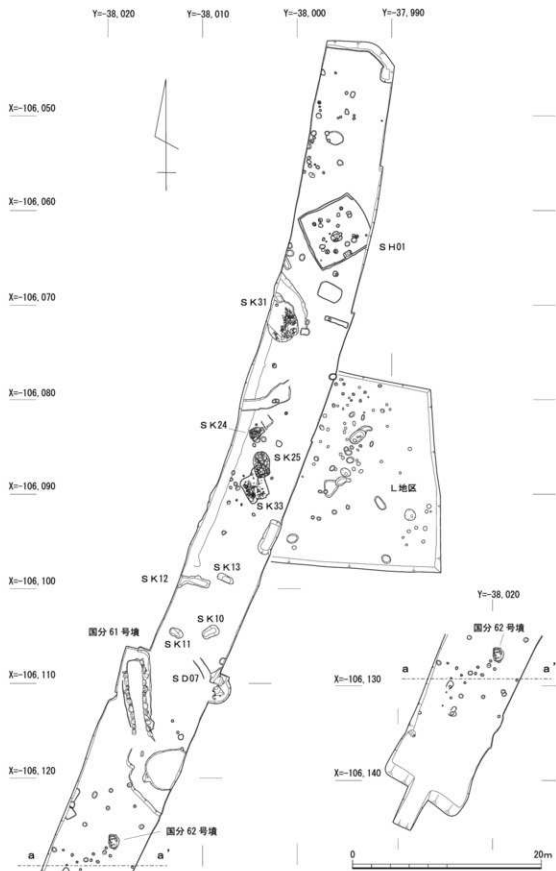 Y=-38,020
Y=-38,010
Y=-38,000
Y=-37,990
X=-106,050
X=-106,060
SH01
X=-106,070
SK31
X=-106,080
SK24
SK25
X=-106,090
L地区
SK33
SK12
SK13
X=-106,100
Y=-38,020
SK10
SK11
国分61号墳
国分62号墳
SD07
X=-106,110
a
a'
X=-106,130
X=-106,120
X=-106,140
国分62号墳
a
a'
0
20m